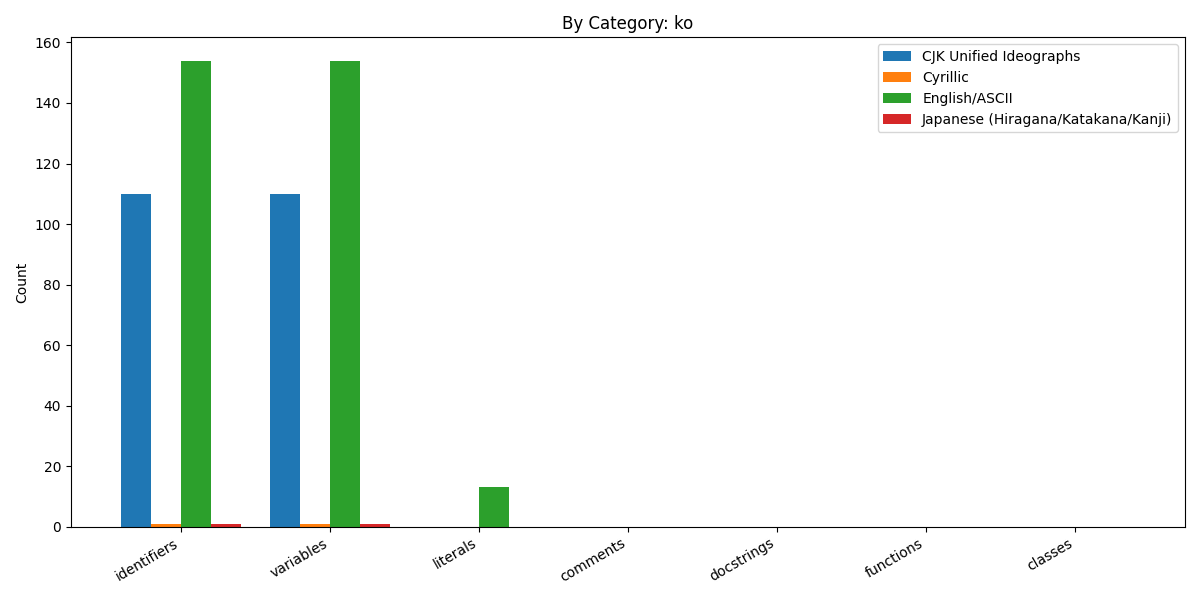 By Category: ko
CJK Unified Ideographs
Cyrillic
English/ASCII
Japanese (Hiragana/Katakana/Kanji)
Count
160
140
120
100
80
60
40
20
0
identifiers
variables
literals
comments
docstrings
functions
classes